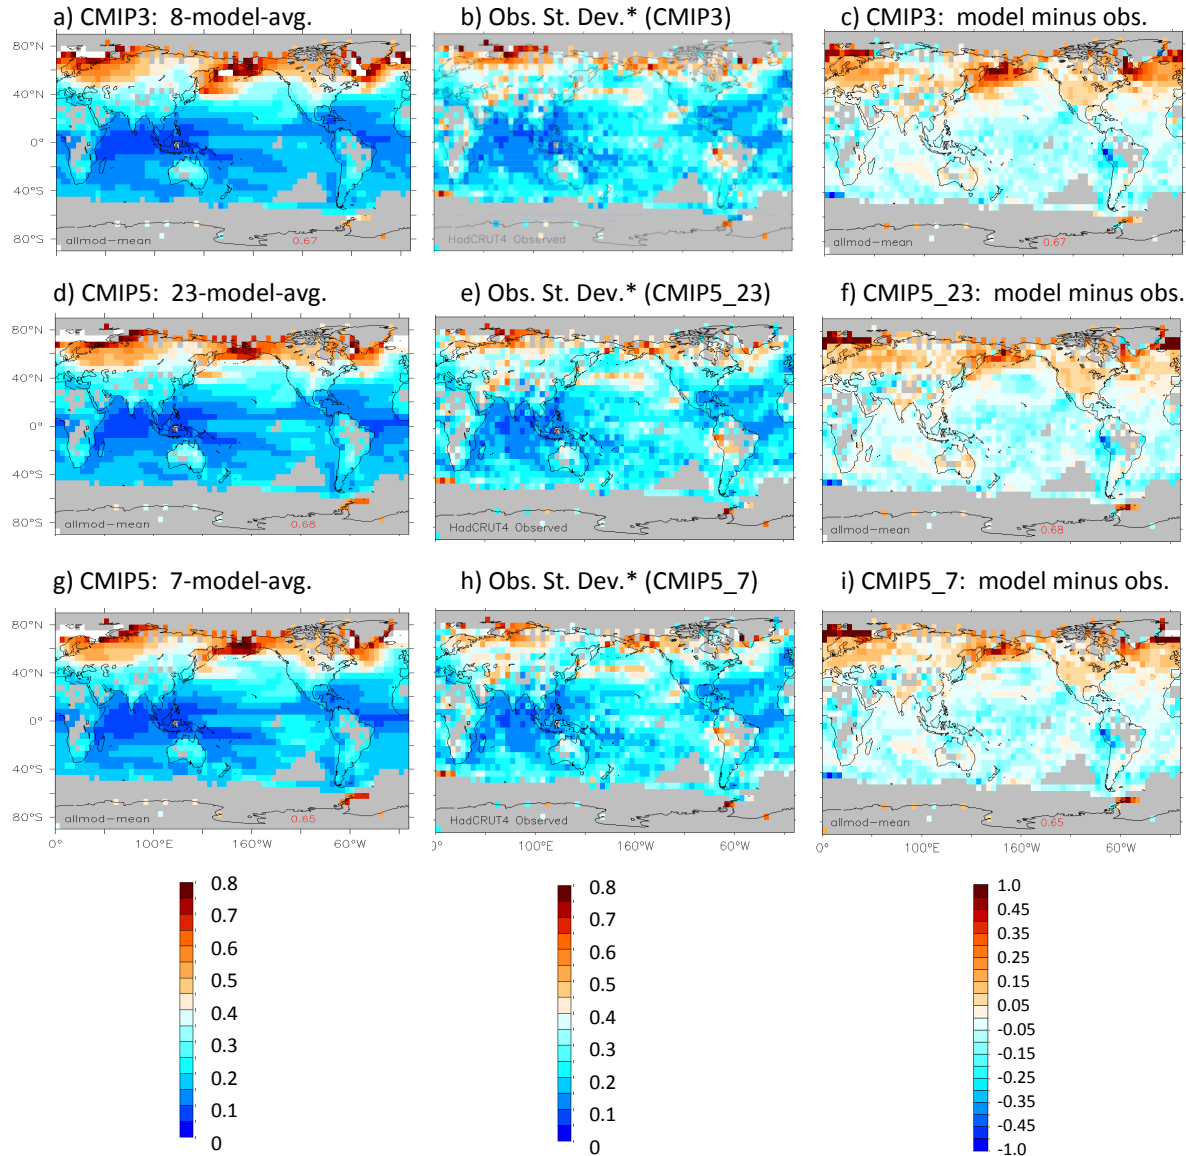 a) CMIP3: 8-model-avg.
b) Obs. St. Dev.* (CMIP3)
c) CMIP3: model minus obs.
80°N
40°N
0°
40°S
80°S
allmod-mean 0.67
HadCRUT4 Observed
allmod-mean 0.67
d) CMIP5: 23-model-avg.
e) Obs. St. Dev.* (CMIP5_23)
f) CMIP5_23: model minus obs.
80°N
40°N
0°
40°S
80°S
allmod-mean 0.68
HadCRUT4 Observed
allmod-mean 0.68
g) CMIP5: 7-model-avg.
h) Obs. St. Dev.* (CMIP5_7)
i) CMIP5_7: model minus obs.
80°N
40°N
0°
40°S
80°S
allmod-mean 0.65
HadCRUT4 Observed
allmod-mean 0.65
0° 100°E 160°W 60°W
0° 100°E 160°W 60°W
0° 100°E 160°W 60°W
0.8
0.7
0.6
0.5
0.4
0.3
0.2
0.1
0
0.8
0.7
0.6
0.5
0.4
0.3
0.2
0.1
0
1.0
0.45
0.35
0.25
0.15
0.05
-0.05
-0.15
-0.25
-0.35
-0.45
-1.0